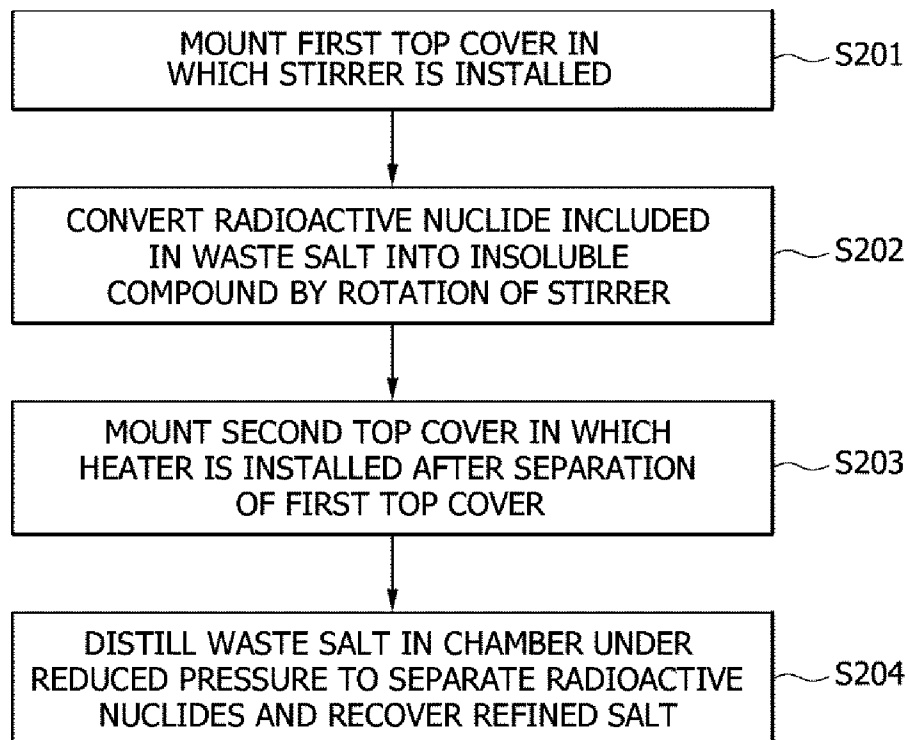 MOUNT FIRST TOP COVER IN
WHICH STIRRER IS INSTALLED
S201
CONVERT RADIOACTIVE NUCLIDE INCLUDED
IN WASTE SALT INTO INSOLUBLE
COMPOUND BY ROTATION OF STIRRER
S202
MOUNT SECOND TOP COVER IN WHICH
HEATER IS INSTALLED AFTER SEPARATION
OF FIRST TOP COVER
S203
DISTILL WASTE SALT IN CHAMBER UNDER
REDUCED PRESSURE TO SEPARATE RADIOACTIVE
NUCLIDES AND RECOVER REFINED SALT
S204